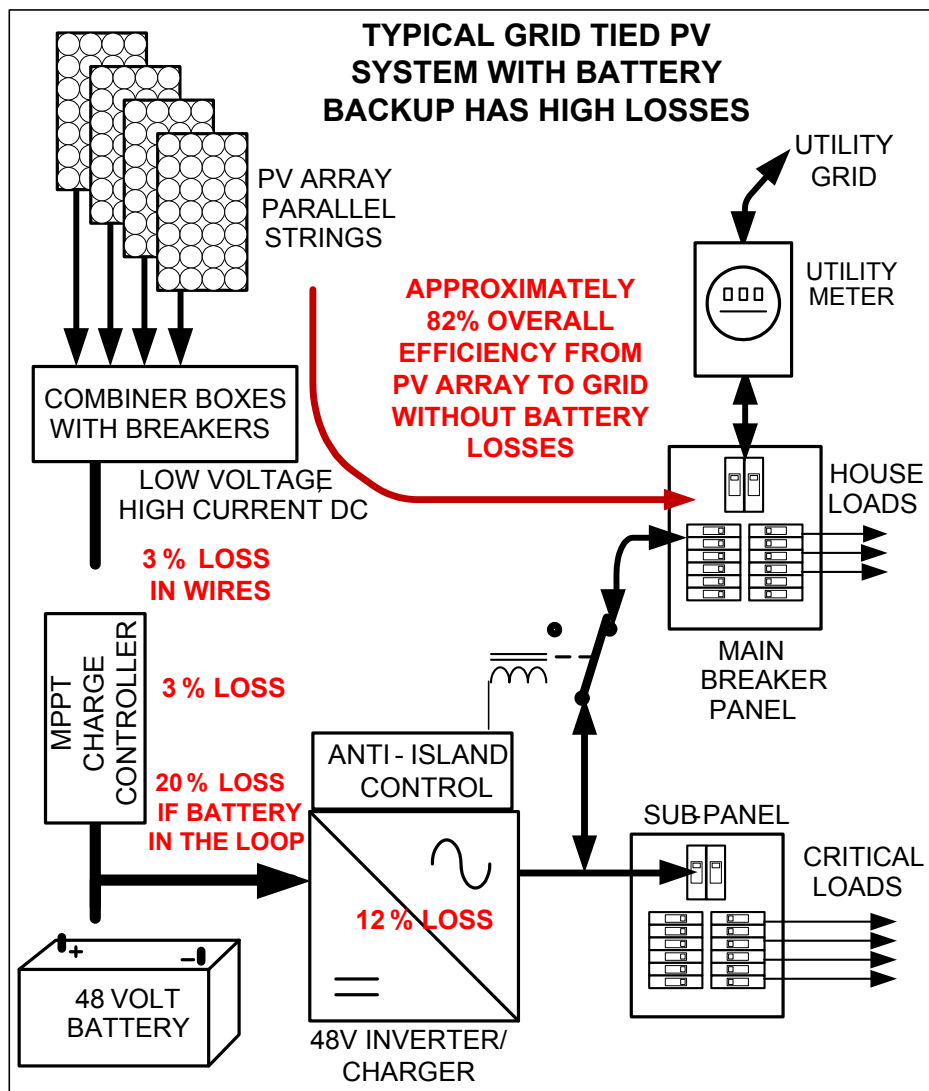 TYPICAL GRID TIED PV
SYSTEM WITH BATTERY
BACKUP HAS HIGH LOSSES
PV ARRAY
PARALLEL
STRINGS
UTILITY
GRID
UTILITY
METER
APPROXIMATELY
82% OVERALL
EFFICIENCY FROM
PV ARRAY TO GRID
WITHOUT BATTERY
LOSSES
COMBINER BOXES
WITH BREAKERS
LOW VOLTAGE,
HIGH CURRENT DC
HOUSE
LOADS
3 % LOSS
IN WIRES
MAIN
BREAKER
PANEL
MPPT
CHARGE
CONTROLLER
3 % LOSS
ANTI - ISLAND
CONTROL
20 % LOSS
IF BATTERY
IN THE LOOP
SUB-PANEL
CRITICAL
LOADS
12 % LOSS
+
–
48 VOLT
BATTERY
48V INVERTER/
CHARGER